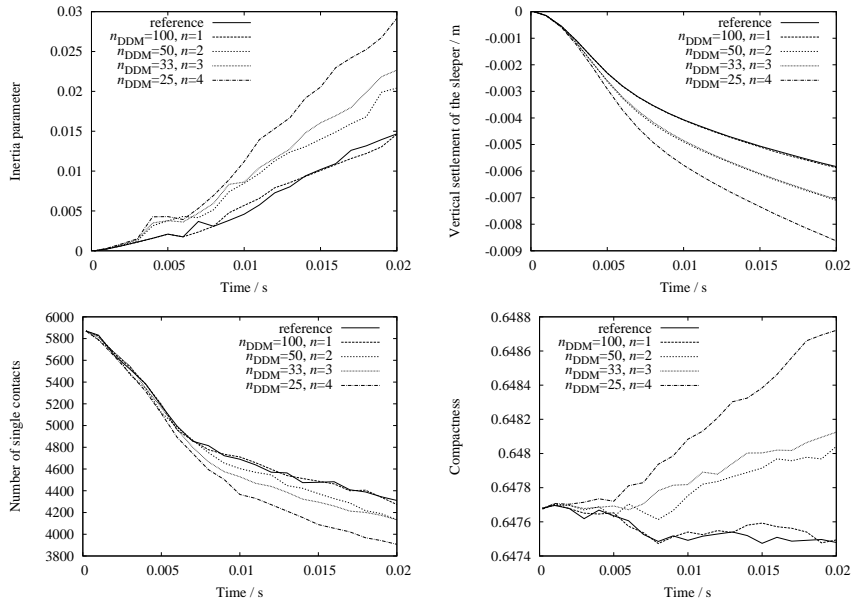 Inertia parameter
0.03
0.025
0.02
0.015
0.01
0.005
0
reference
nDDM=100, n=1
nDDM=50, n=2
nDDM=33, n=3
nDDM=25, n=4
0 0.005 0.01 0.015 0.02
Time / s
Vertical settlement of the sleeper / m
0
-0.001
-0.002
-0.003
-0.004
-0.005
-0.006
-0.007
-0.008
-0.009
reference
nDDM=100, n=1
nDDM=50, n=2
nDDM=33, n=3
nDDM=25, n=4
0 0.005 0.01 0.015 0.02
Time / s
Number of single contacts
6000
5800
5600
5400
5200
5000
4800
4600
4400
4200
4000
3800
reference
nDDM=100, n=1
nDDM=50, n=2
nDDM=33, n=3
nDDM=25, n=4
0 0.005 0.01 0.015 0.02
Time / s
Compactness
0.6488
0.6486
0.6484
0.6482
0.648
0.6478
0.6476
0.6474
reference
nDDM=100, n=1
nDDM=50, n=2
nDDM=33, n=3
nDDM=25, n=4
0 0.005 0.01 0.015 0.02
Time / s